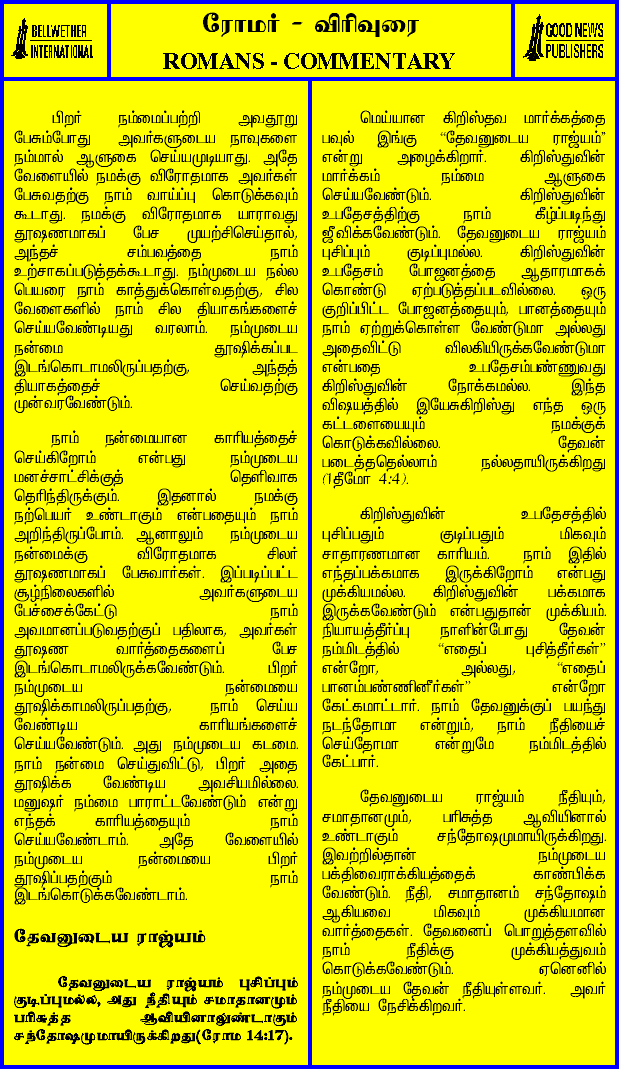 BELLWETHER
INTERNATIONAL
ரோமர் - விரிவுரை
ROMANS - COMMENTARY
GOOD NEWS
PUBLISHERS
பிறர் நம்மைப்பற்றி அவதூறு
பேசும்போது அவர்களுடைய நாவுகளை
நம்மால் ஆளுகை செய்யமுடியாது. அதே
வேளையில் நமக்கு விரோதமாக அவர்கள்
பேசுவதற்கு நாம் வாய்ப்பு கொடுக்கவும்
கூடாது. நமக்கு விரோதமாக யாராவது
தூஷணமாகப் பேச முயற்சிசெய்தால்,
அந்தச் சம்பவத்தை நாம்
உற்சாகப்படுத்தக்கூடாது. நம்முடைய நல்ல
பெயரை நாம் காத்துக்கொள்வதற்கு, சில
வேளைகளில் நாம் சில தியாகங்களைச்
செய்யவேண்டியது வரலாம். நம்முடைய
நன்மை தூஷிக்கப்பட
இடங்கொடாமலிருப்பதற்கு, அந்தத்
தியாகத்தைச் செய்வதற்கு
முன்வரவேண்டும்.
நாம் நன்மையான காரியத்தைச்
செய்கிறோம் என்பது நம்முடைய
மனச்சாட்சிக்குத் தெளிவாக
தெரிந்திருக்கும். இதனால் நமக்கு
நற்பெயர் உண்டாகும் என்பதையும் நாம்
அறிந்திருப்போம். ஆனாலும் நம்முடைய
நன்மைக்கு விரோதமாக சிலர்
தூஷணமாகப் பேசுவார்கள். இப்படிப்பட்ட
சூழ்நிலைகளில் அவர்களுடைய
பேச்சைக்கேட்டு நாம்
அவமானப்படுவதற்குப் பதிலாக, அவர்கள்
தூஷண வார்த்தைகளைப் பேச
இடங்கொடாமலிருக்கவேண்டும். பிறர்
நம்முடைய நன்மையை
தூஷிக்காமலிருப்பதற்கு, நாம் செய்ய
வேண்டிய காரியங்களைச்
செய்யவேண்டும். அது நம்முடைய கடமை.
நாம் நன்மை செய்துவிட்டு, பிறர் அதை
தூஷிக்க வேண்டிய அவசியமில்லை.
மனுஷர் நம்மை பாராட்டவேண்டும் என்று
எந்தக் காரியத்தையும் நாம்
செய்யவேண்டாம். அதே வேளையில்
நம்முடைய நன்மையை பிறர்
தூஷிப்பதற்கும் நாம்
இடங்கொடுக்கவேண்டாம்.
தேவனுடைய ராஜ்யம்
தேவனுடைய ராஜ்யம் புசிப்பும்
குடிப்புமல்ல, அது நீதியும் சமாதானமும்
பரிசுத்த ஆவியினாலுண்டாகும்
சந்தோஷமுமாயிருக்கிறது(ரோம 14:17).
மெய்யான கிறிஸ்தவ மார்க்கத்தை
பவுல் இங்கு “தேவனுடைய ராஜ்யம்”
என்று அழைக்கிறார். கிறிஸ்துவின்
மார்க்கம் நம்மை ஆளுகை
செய்யவேண்டும். கிறிஸ்துவின்
உபதேசத்திற்கு நாம் கீழ்ப்படிந்து
ஜீவிக்கவேண்டும். தேவனுடைய ராஜ்யம்
புசிப்பும் குடிப்புமல்ல. கிறிஸ்துவின்
உபதேசம் போஜனத்தை ஆதாரமாகக்
கொண்டு ஏற்படுத்தப்படவில்லை. ஒரு
குறிப்பிட்ட போஜனத்தையும், பானத்தையும்
நாம் ஏற்றுக்கொள்ள வேண்டுமா அல்லது
அதைவிட்டு விலகியிருக்கவேண்டுமா
என்பதை உபதேசம்பண்ணுவது
கிறிஸ்துவின் நோக்கமல்ல. இந்த
விஷயத்தில் இயேசுகிறிஸ்து எந்த ஒரு
கட்டளையையும் நமக்குக்
கொடுக்கவில்லை. தேவன்
படைத்ததெல்லாம் நல்லதாயிருக்கிறது
(1தீமோ 4:4).
கிறிஸ்துவின் உபதேசத்தில்
புசிப்பதும் குடிப்பதும் மிகவும்
சாதாரணமான காரியம். நாம் இதில்
எந்தப்பக்கமாக இருக்கிறோம் என்பது
முக்கியமல்ல. கிறிஸ்துவின் பக்கமாக
இருக்கவேண்டும் என்பதுதான் முக்கியம்.
நியாயத்தீர்ப்பு நாளின்போது தேவன்
நம்மிடத்தில் “எதைப் புசித்தீர்கள்”
என்றோ, அல்லது, “எதைப்
பானம்பண்ணினீர்கள்” என்றோ
கேட்கமாட்டார். நாம் தேவனுக்குப் பயந்து
நடந்தோமா என்றும், நாம் நீதியைச்
செய்தோமா என்றுமே நம்மிடத்தில்
கேட்பார்.
தேவனுடைய ராஜ்யம் நீதியும்,
சமாதானமும், பரிசுத்த ஆவியினால்
உண்டாகும் சந்தோஷமுமாயிருக்கிறது.
இவற்றில்தான் நம்முடைய
பக்திவைராக்கியத்தைக் காண்பிக்க
வேண்டும். நீதி, சமாதானம் சந்தோஷம்
ஆகியவை மிகவும் முக்கியமான
வார்த்தைகள். தேவனைப் பொறுத்தளவில்
நாம் நீதிக்கு முக்கியத்துவம்
கொடுக்கவேண்டும். ஏனெனில்
நம்முடைய தேவன் நீதியுள்ளவர். அவர்
நீதியை நேசிக்கிறவர்.